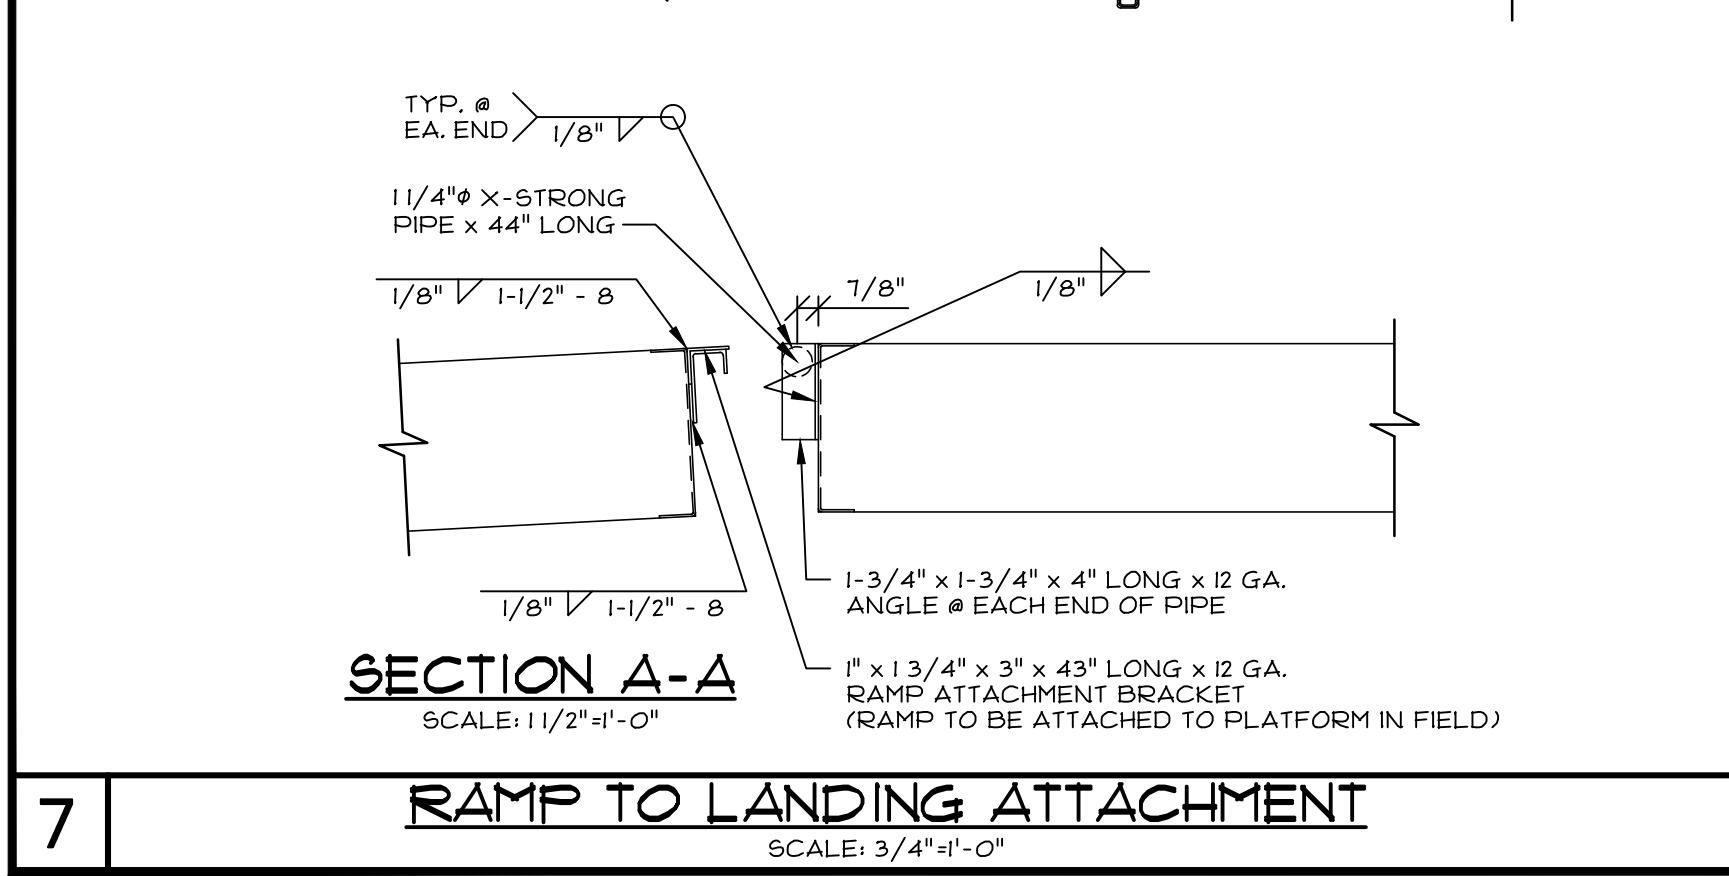 TYP. @
EA. END
1/8"
1 1/4"ø X-STRONG
PIPE x 44" LONG
1/8" 1-1/2" - 8
7/8"
1/8"
1/8" 1-1/2" - 8
1-3/4" x 1-3/4" x 4" LONG x 12 GA.
ANGLE @ EACH END OF PIPE
1" x 1 3/4" x 3" x 43" LONG x 12 GA.
RAMP ATTACHMENT BRACKET
(RAMP TO BE ATTACHED TO PLATFORM IN FIELD)
SECTION A-A
SCALE: 1 1/2"=1'-0"
7
RAMP TO LANDING ATTACHMENT
SCALE: 3/4"=1'-0"